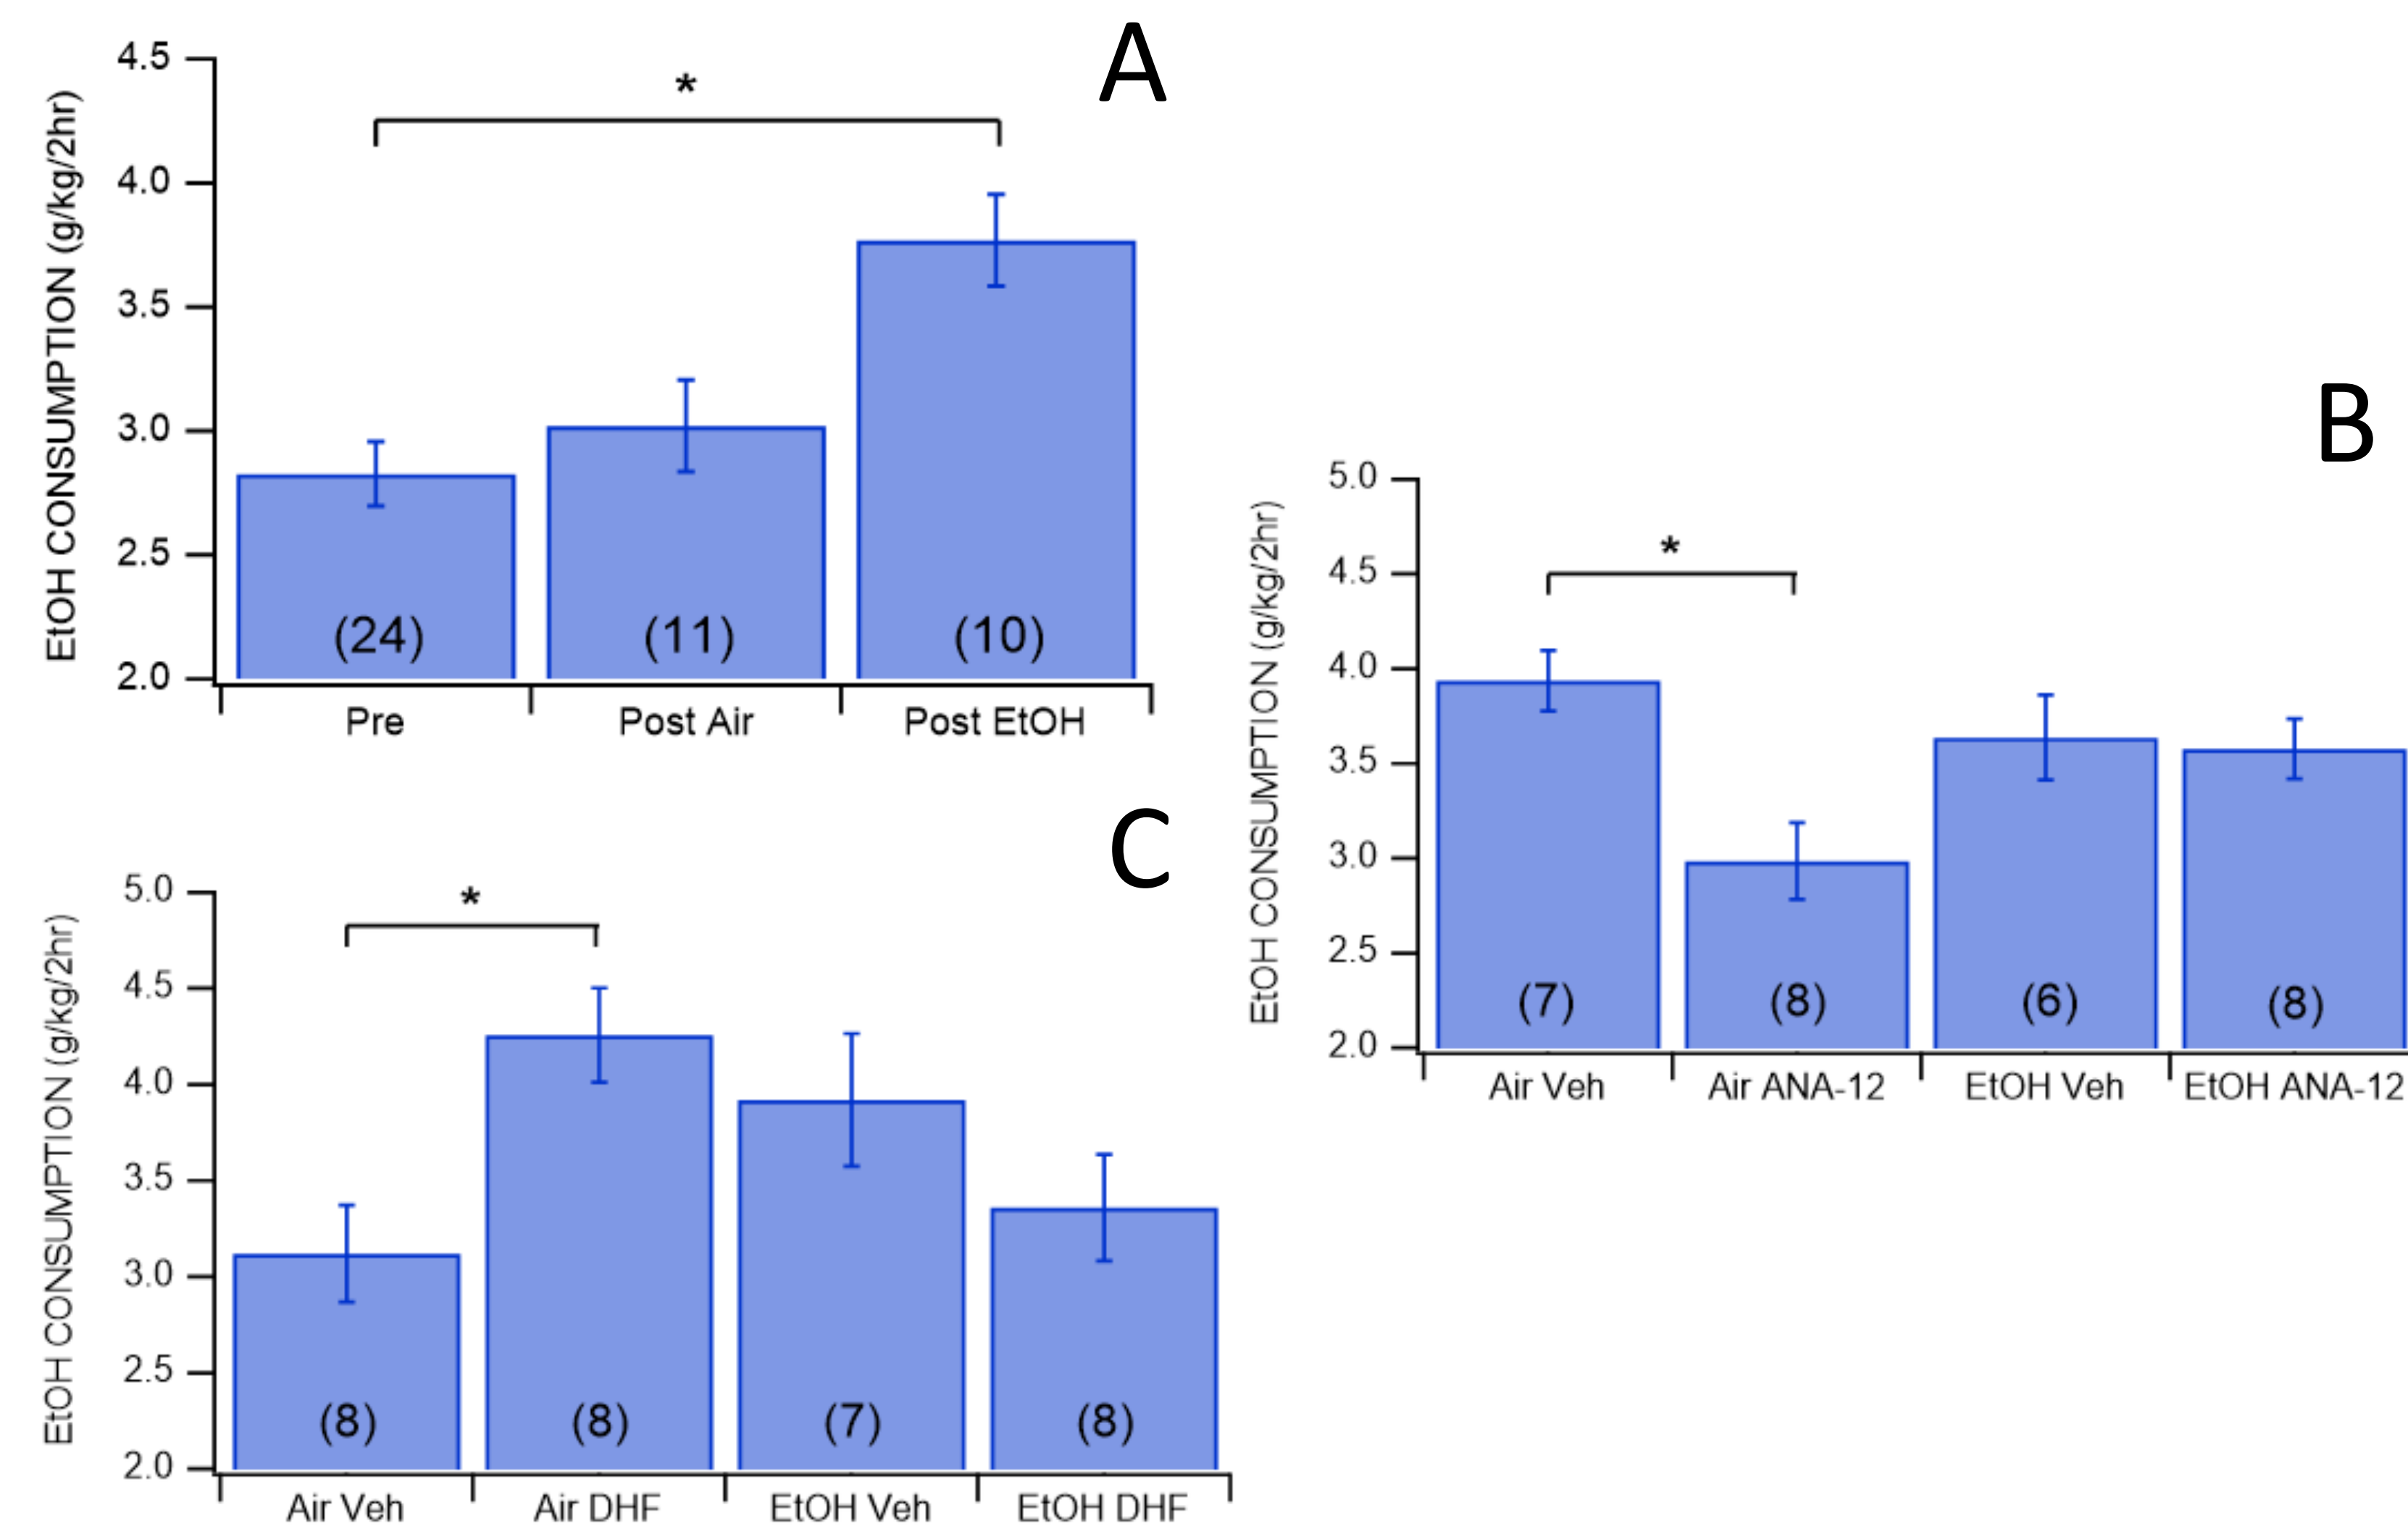 A
EtOH CONSUMPTION (g/kg/2hr)
4.5
4.0
3.5
3.0
2.5
2.0
*
(24)
(11)
(10)
Pre
Post Air
Post EtOH
B
EtOH CONSUMPTION (g/kg/2hr)
5.0
4.5
4.0
3.5
3.0
2.5
2.0
*
(7)
(8)
(6)
(8)
Air Veh
Air ANA-12
EtOH Veh
EtOH ANA-12
C
EtOH CONSUMPTION (g/kg/2hr)
5.0
4.5
4.0
3.5
3.0
2.5
2.0
*
(8)
(8)
(7)
(8)
Air Veh
Air DHF
EtOH Veh
EtOH DHF